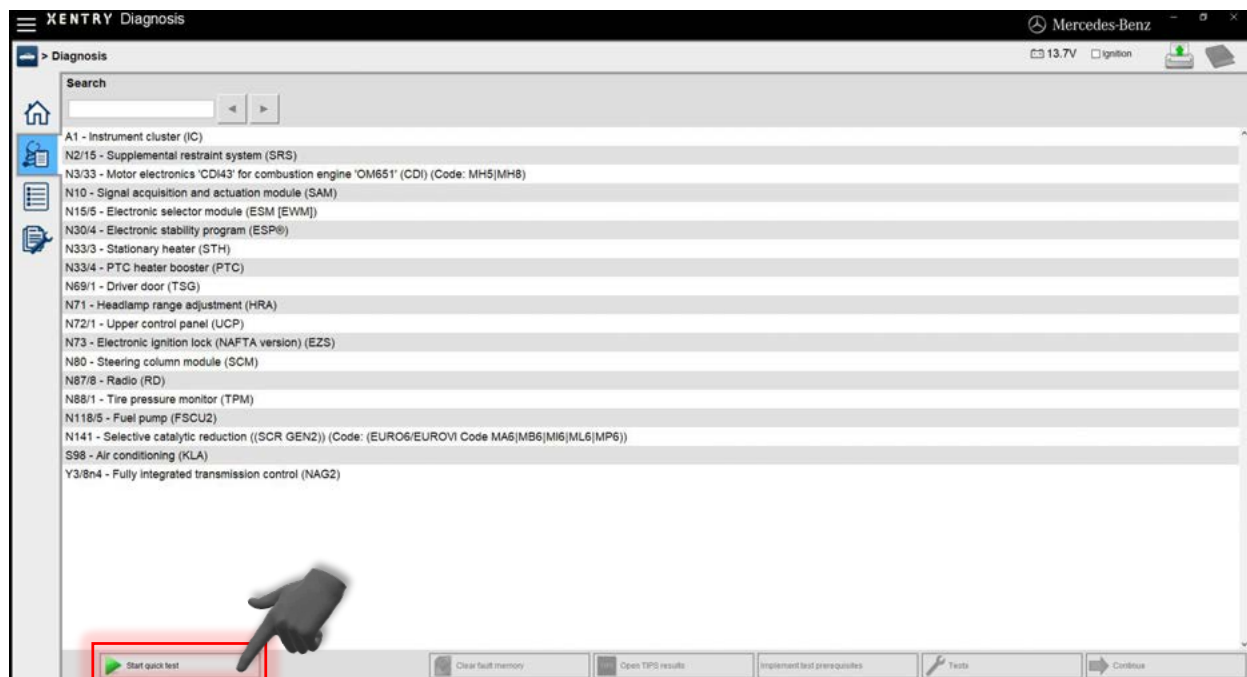 XENTRY Diagnosis
Mercedes-Benz
> Diagnosis
13.7V Ignition
Search
A1 - Instrument cluster (IC)
N2/15 - Supplemental restraint system (SRS)
N3/33 - Motor electronics 'CDI43' for combustion engine 'OM651' (CDI) (Code: MH5|MH8)
N10 - Signal acquisition and actuation module (SAM)
N15/5 - Electronic selector module (ESM [EWM])
N30/4 - Electronic stability program (ESP®)
N33/3 - Stationary heater (STH)
N33/4 - PTC heater booster (PTC)
N69/1 - Driver door (TSG)
N71 - Headlamp range adjustment (HRA)
N72/1 - Upper control panel (UCP)
N73 - Electronic ignition lock (NAFTA version) (EZS)
N80 - Steering column module (SCM)
N87/8 - Radio (RD)
N88/1 - Tire pressure monitor (TPM)
N118/5 - Fuel pump (FSCU2)
N141 - Selective catalytic reduction ((SCR GEN2)) (Code: (EURO6/EUROVI Code MA6|MB6|MI6|ML6|MP6))
S98 - Air conditioning (KLA)
Y3/8n4 - Fully integrated transmission control (NAG2)
Start quick test
Clear fault memory
Open TIPS results
Implement test prerequisites
Tests
Continue